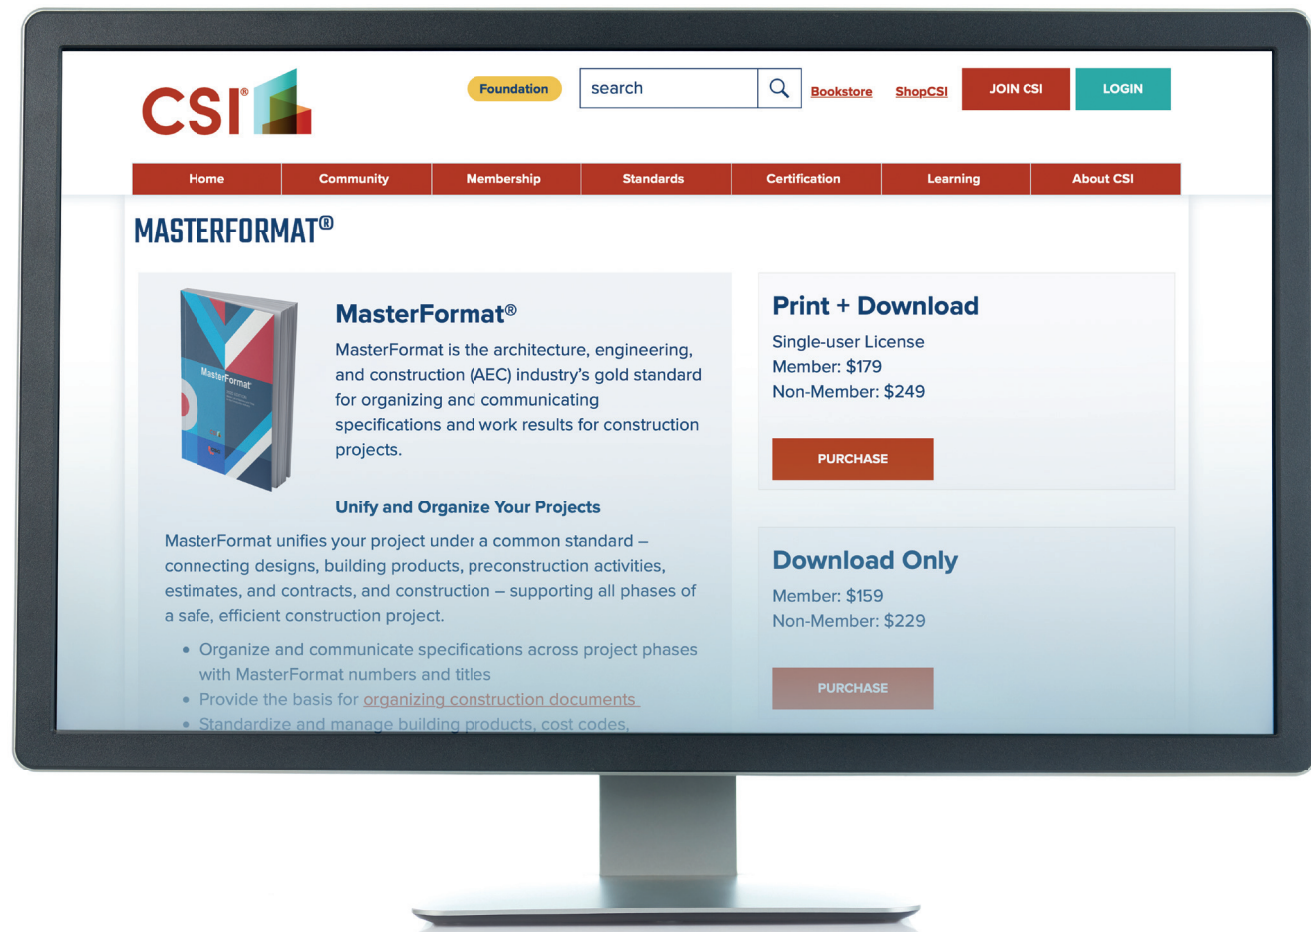 CSI®
Foundation
search
Bookstore
ShopCSI
JOIN CSI
LOGIN
Home
Community
Membership
Standards
Certification
Learning
About CSI
MASTERFORMAT®
MasterFormat®
MasterFormat®
MasterFormat is the architecture, engineering,
and construction (AEC) industry's gold standard
for organizing and communicating
specifications and work results for construction
projects.
Unify and Organize Your Projects
MasterFormat unifies your project under a common standard –
connecting designs, building products, preconstruction activities,
estimates, and contracts, and construction – supporting all phases of
a safe, efficient construction project.
• Organize and communicate specifications across project phases
with MasterFormat numbers and titles
• Provide the basis for organizing construction documents
• Standardize and manage building products, cost codes,
Print + Download
Single-user License
Member: $179
Non-Member: $249
PURCHASE
Download Only
Member: $159
Non-Member: $229
PURCHASE